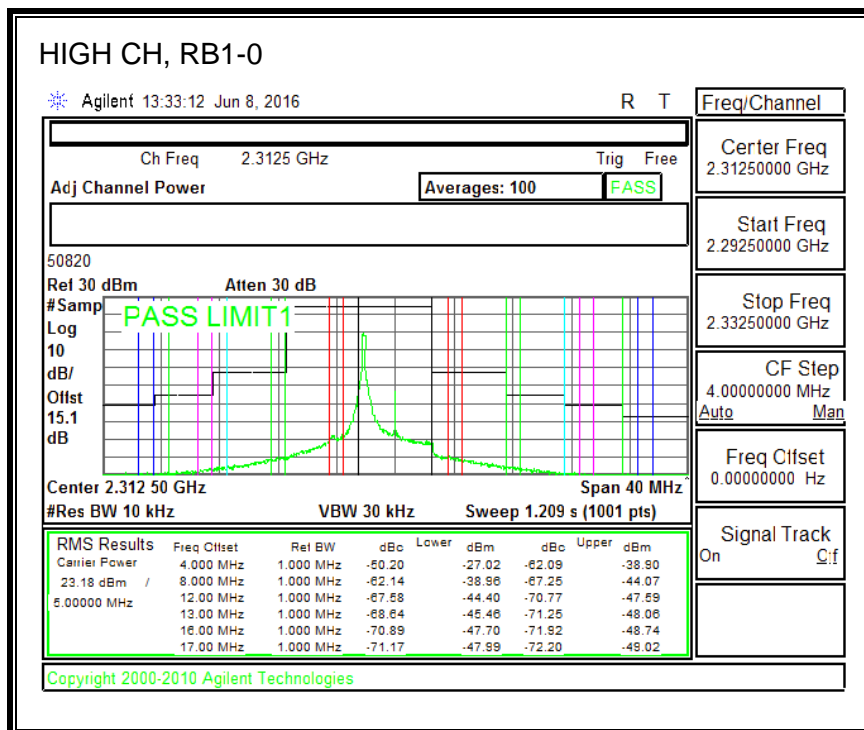 HIGH CH, RB1-0
Agilent 13:33:12 Jun 8, 2016 R T
Freq/Channel
Ch Freq 2.3125 GHz Trig Free
Adj Channel Power Averages: 100 PASS
Center Freq
2.31250000 GHz
Start Freq
2.29250000 GHz
50820
Ref 30 dBm Atten 30 dB
#Samp
Log
10
dB/
Offst
15.1
dB
PASS LIMIT1
Stop Freq
2.33250000 GHz
CF Step
4.00000000 MHz
Auto Man
Freq Offset
0.00000000 Hz
Center 2.312 50 GHz Span 40 MHz
#Res BW 10 kHz VBW 30 kHz Sweep 1.209 s (1001 pts)
Signal Track
On Off
RMS Results Freq Offset Ref BW dBc Lower dBm dBc Upper dBm
Carrier Power 4.000 MHz 1.000 MHz -50.20 -27.02 -62.09 -38.90
23.18 dBm / 8.000 MHz 1.000 MHz -62.14 -38.96 -67.25 -44.07
5.00000 MHz 12.00 MHz 1.000 MHz -67.58 -44.40 -70.77 -47.59
13.00 MHz 1.000 MHz -68.64 -45.46 -71.25 -48.06
16.00 MHz 1.000 MHz -70.89 -47.70 -71.92 -48.74
17.00 MHz 1.000 MHz -71.17 -47.99 -72.20 -49.02
Copyright 2000-2010 Agilent Technologies